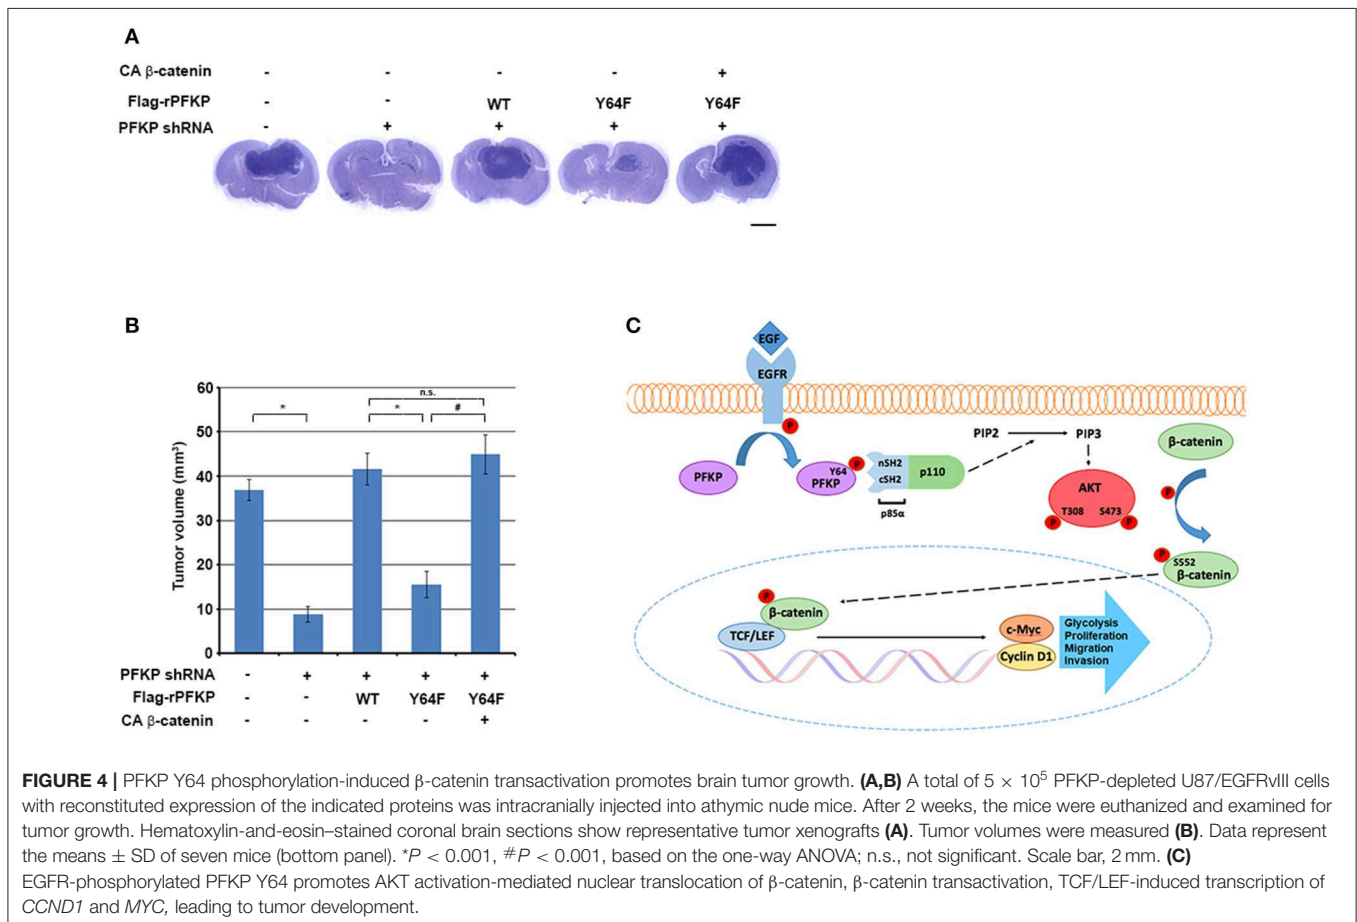 A
CA β-catenin - - - - +
Flag-rPFKP - - WT Y64F Y64F
PFKP shRNA - + + + +
B
Tumor volume (mm³)
60
50
40
30
20
10
0
* * # n.s.
PFKP shRNA - + + + +
Flag-rPFKP - - WT Y64F Y64F
CA β-catenin - - - - +
C
EGF
EGFR
P
PFKP
P
Y64
PFKP
nSH2
cSH2
p110
p85α
PIP2
PIP3
AKT
T308 S473
P P
β-catenin
P
P
S552
β-catenin
P
β-catenin
TCF/LEF
c-Myc
Cyclin D1
Glycolysis
Proliferation
Migration
Invasion
FIGURE 4 | PFKP Y64 phosphorylation-induced β-catenin transactivation promotes brain tumor growth. (A,B) A total of 5 × 10⁵ PFKP-depleted U87/EGFRvIII cells
with reconstituted expression of the indicated proteins was intracranially injected into athymic nude mice. After 2 weeks, the mice were euthanized and examined for
tumor growth. Hematoxylin-and-eosin–stained coronal brain sections show representative tumor xenografts (A). Tumor volumes were measured (B). Data represent
the means ± SD of seven mice (bottom panel). *P < 0.001, #P < 0.001, based on the one-way ANOVA; n.s., not significant. Scale bar, 2 mm. (C)
EGFR-phosphorylated PFKP Y64 promotes AKT activation-mediated nuclear translocation of β-catenin, β-catenin transactivation, TCF/LEF-induced transcription of
CCND1 and MYC, leading to tumor development.